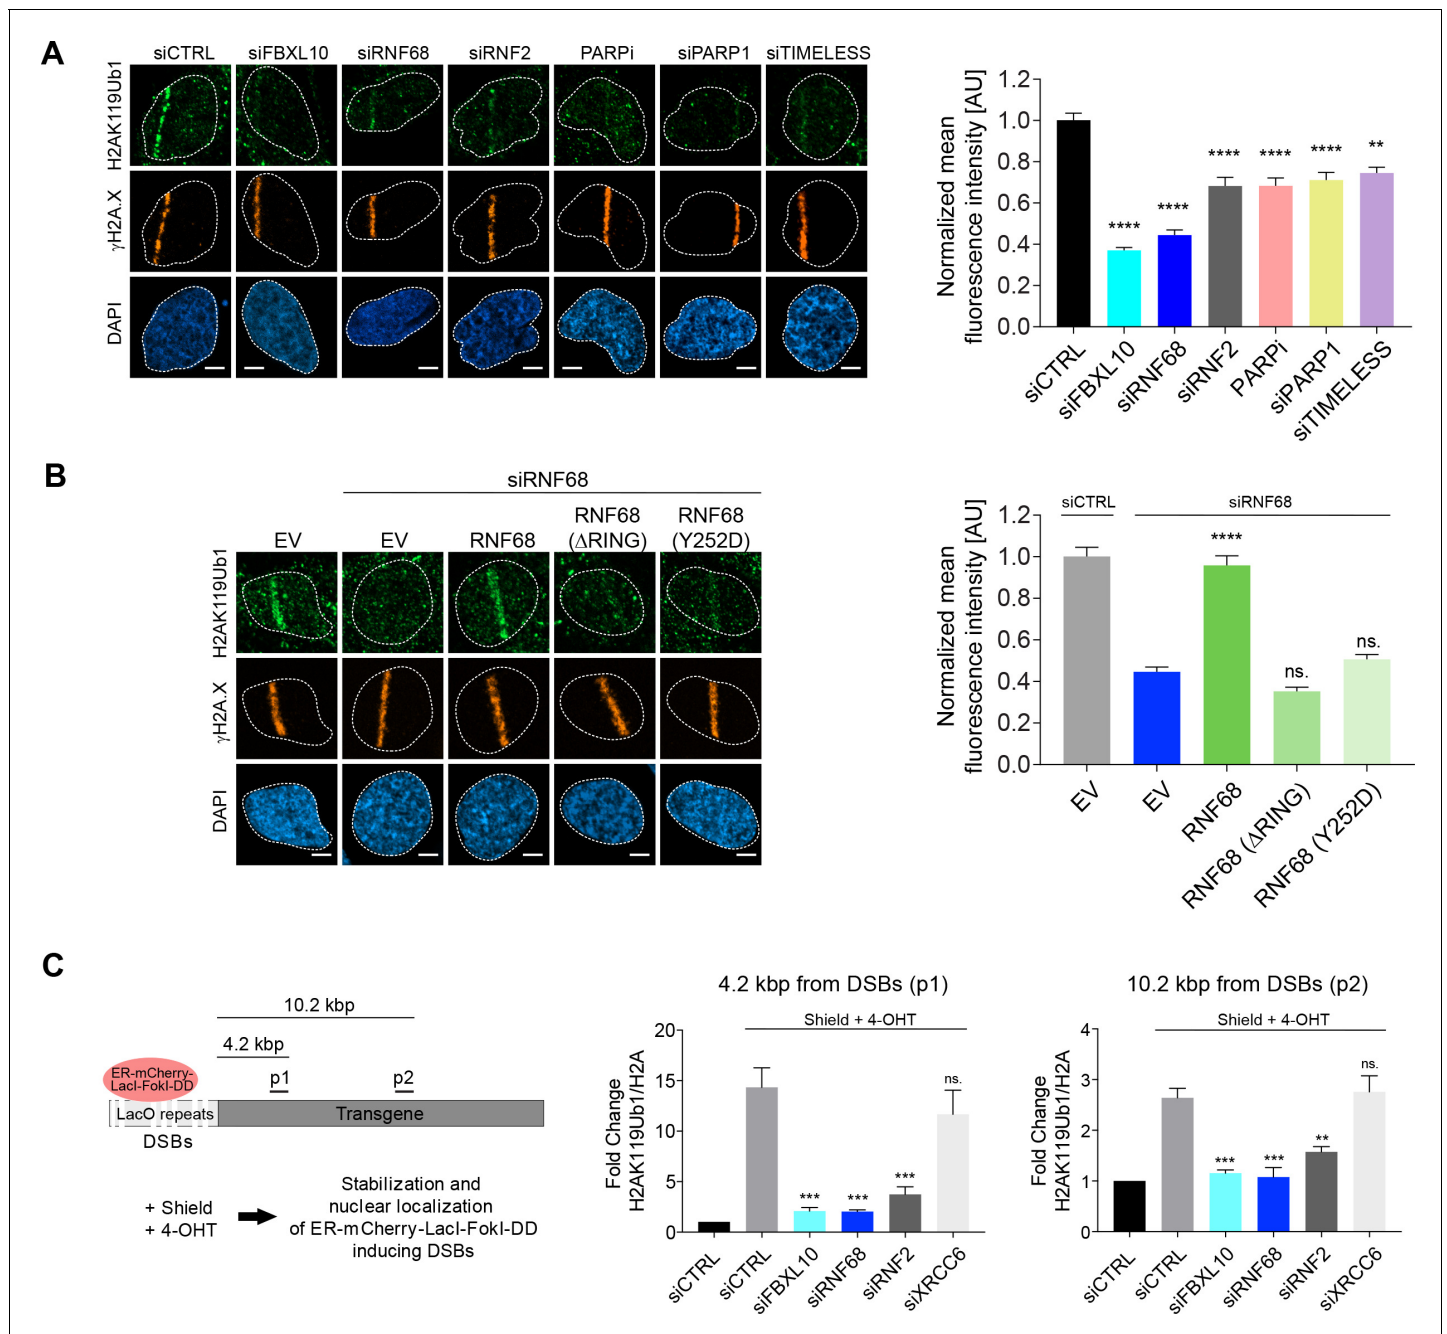 A
siCTRL siFBXL10 siRNF68 siRNF2 PARPi siPARP1 siTIMELESS
H2AK119Ub1
γH2A.X
DAPI
Normalized mean
fluorescence intensity [AU]
1.2
1.0
0.8
0.6
0.4
0.2
0.0
**** **** **** **** **** **
siCTRL
siFBXL10
siRNF68
siRNF2
PARPi
siPARP1
siTIMELESS
B
siRNF68
EV EV RNF68 RNF68 (ΔRING) RNF68 (Y252D)
H2AK119Ub1
γH2A.X
DAPI
Normalized mean
fluorescence intensity [AU]
siCTRL siRNF68
1.2
1.0
0.8
0.6
0.4
0.2
0.0
**** ns. ns.
EV
EV
RNF68
RNF68 (ΔRING)
RNF68 (Y252D)
C
10.2 kbp
4.2 kbp
ER-mCherry-
LacI-FokI-DD
p1 p2
LacO repeats Transgene
DSBs
+ Shield
+ 4-OHT
Stabilization and
nuclear localization
of ER-mCherry-LacI-FokI-DD
inducing DSBs
4.2 kbp from DSBs (p1)
Shield + 4-OHT
Fold Change
H2AK119Ub1/H2A
20
15
10
5
0
*** *** *** ns.
siCTRL
siCTRL
siFBXL10
siRNF68
siRNF2
siXRCC6
10.2 kbp from DSBs (p2)
Shield + 4-OHT
Fold Change
H2AK119Ub1/H2A
4
3
2
1
0
*** *** ** ns.
siCTRL
siCTRL
siFBXL10
siRNF68
siRNF2
siXRCC6